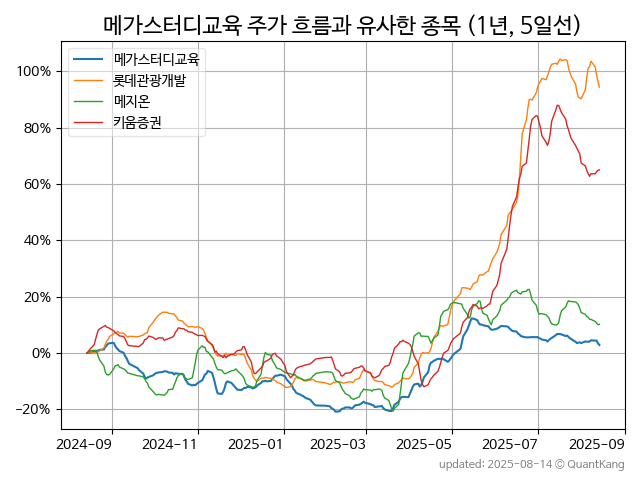 메가스터디교육 주가 흐름과 유사한 종목 (1년, 5일선)
메가스터디교육
롯데관광개발
메지온
키움증권
100%
80%
60%
40%
20%
0%
−20%
2024-09 2024-11 2025-01 2025-03 2025-05 2025-07 2025-09
updated: 2025-08-14 © QuantKang